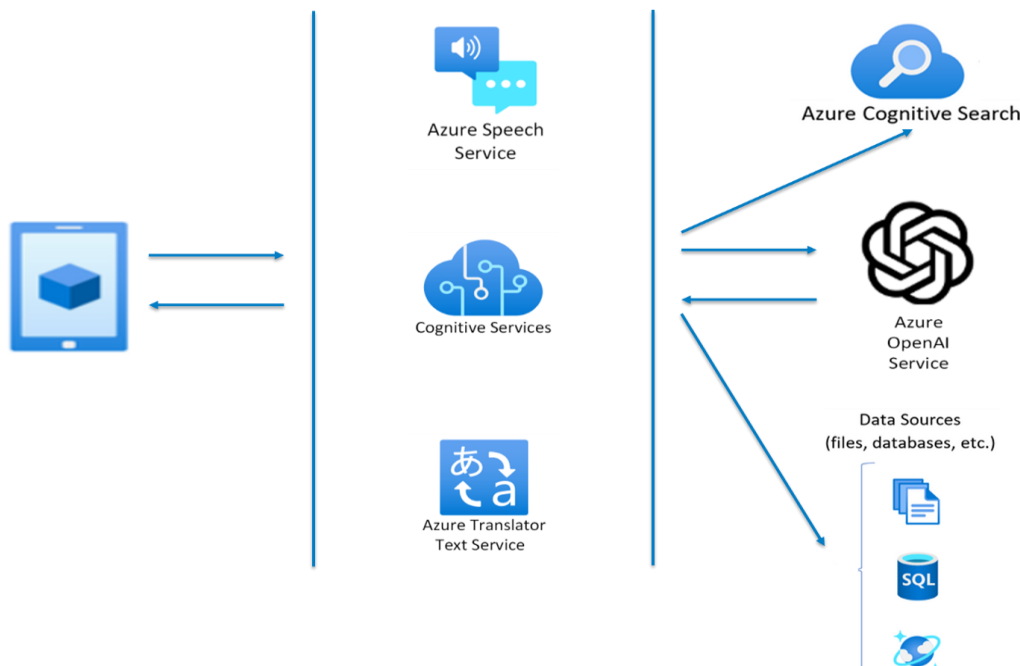 Azure Speech
Service
Azure Cognitive Search
Cognitive Services
Azure
OpenAI
Service
Data Sources
(files, databases, etc.)
あ
a
Azure Translator
Text Service
SQL